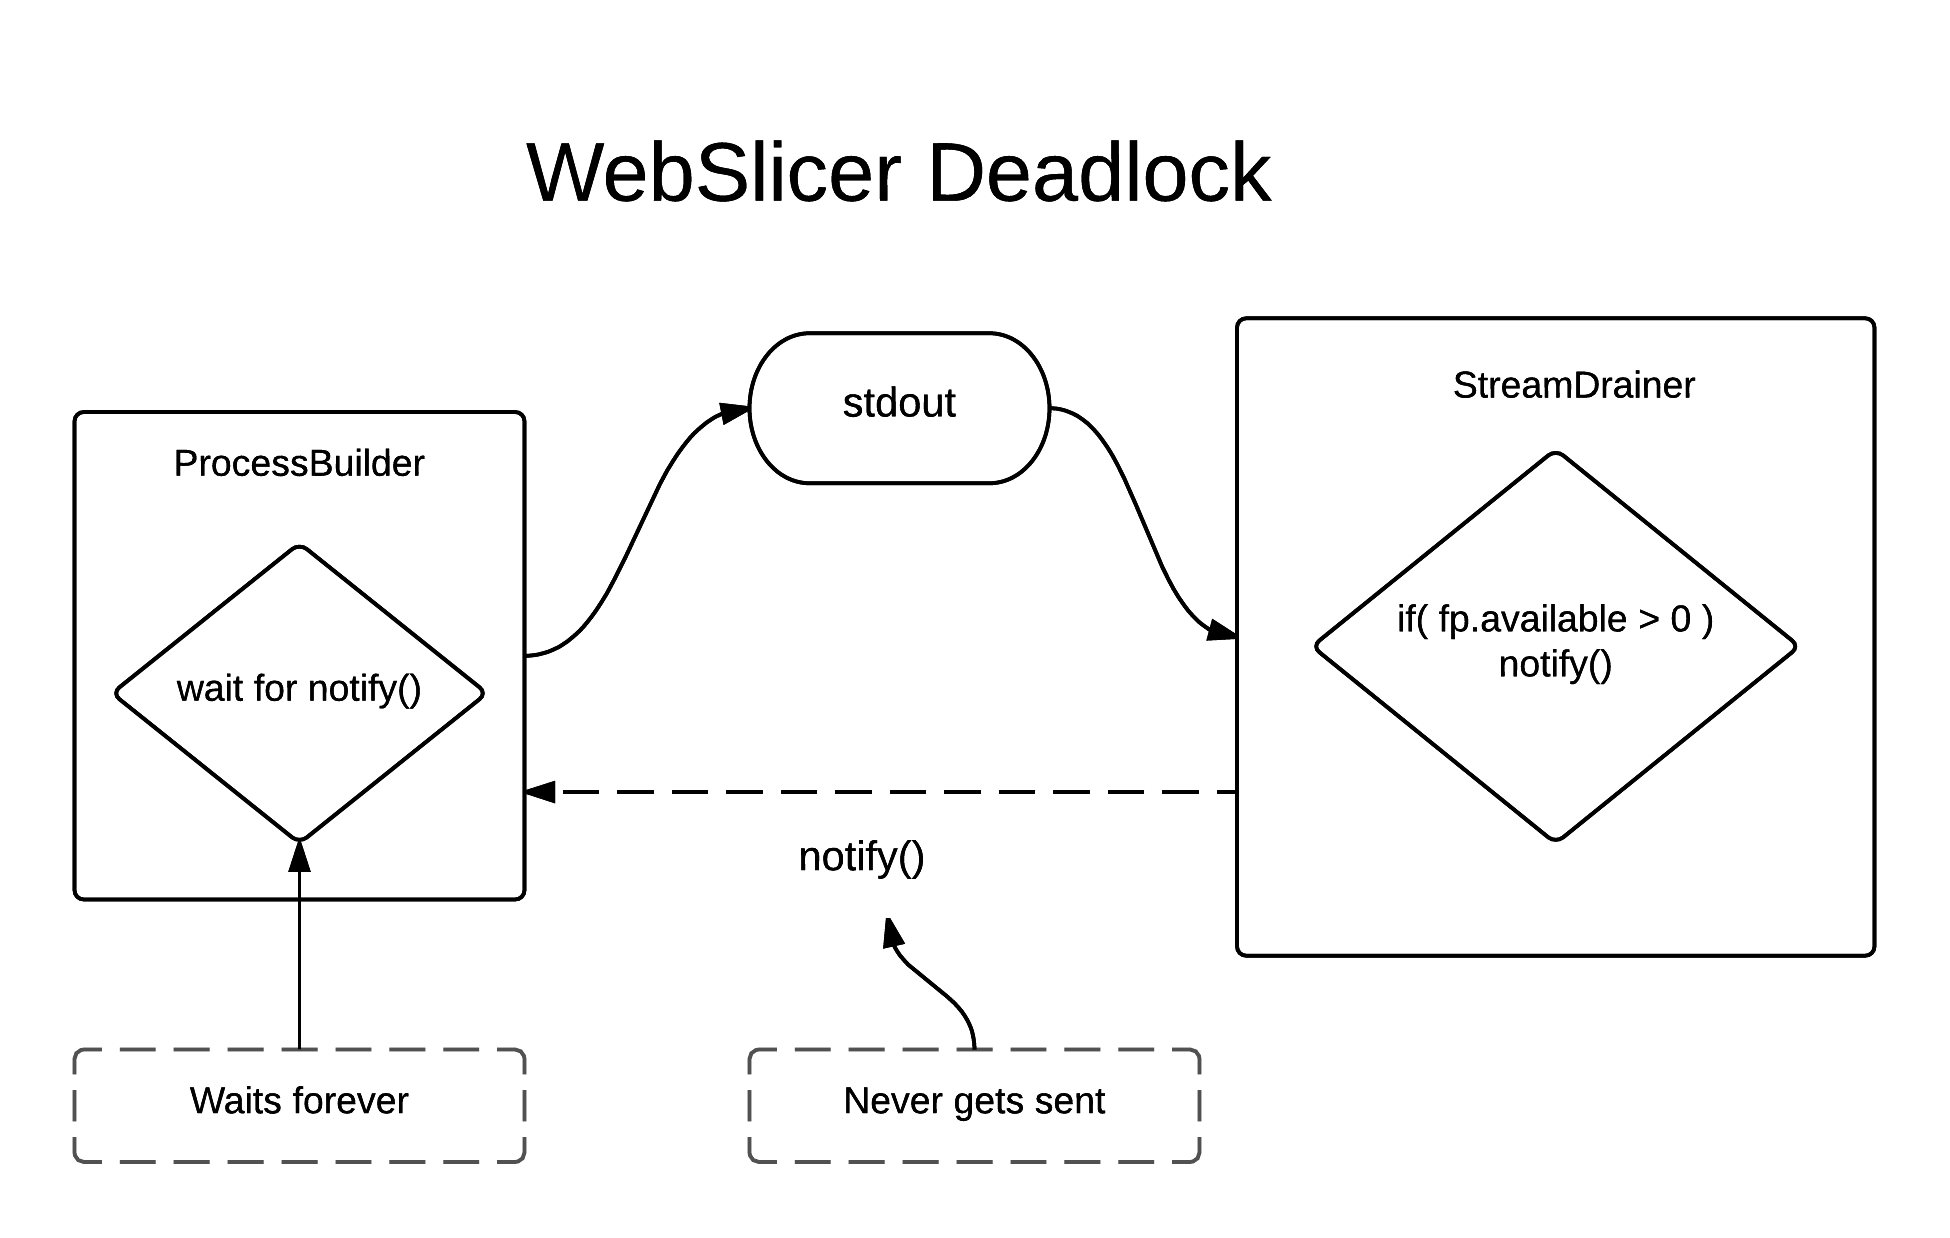 WebSlicer Deadlock
stdout
StreamDrainer
ProcessBuilder
if( fp.available > 0 )
notify()
wait for notify()
notify()
Waits forever
Never gets sent